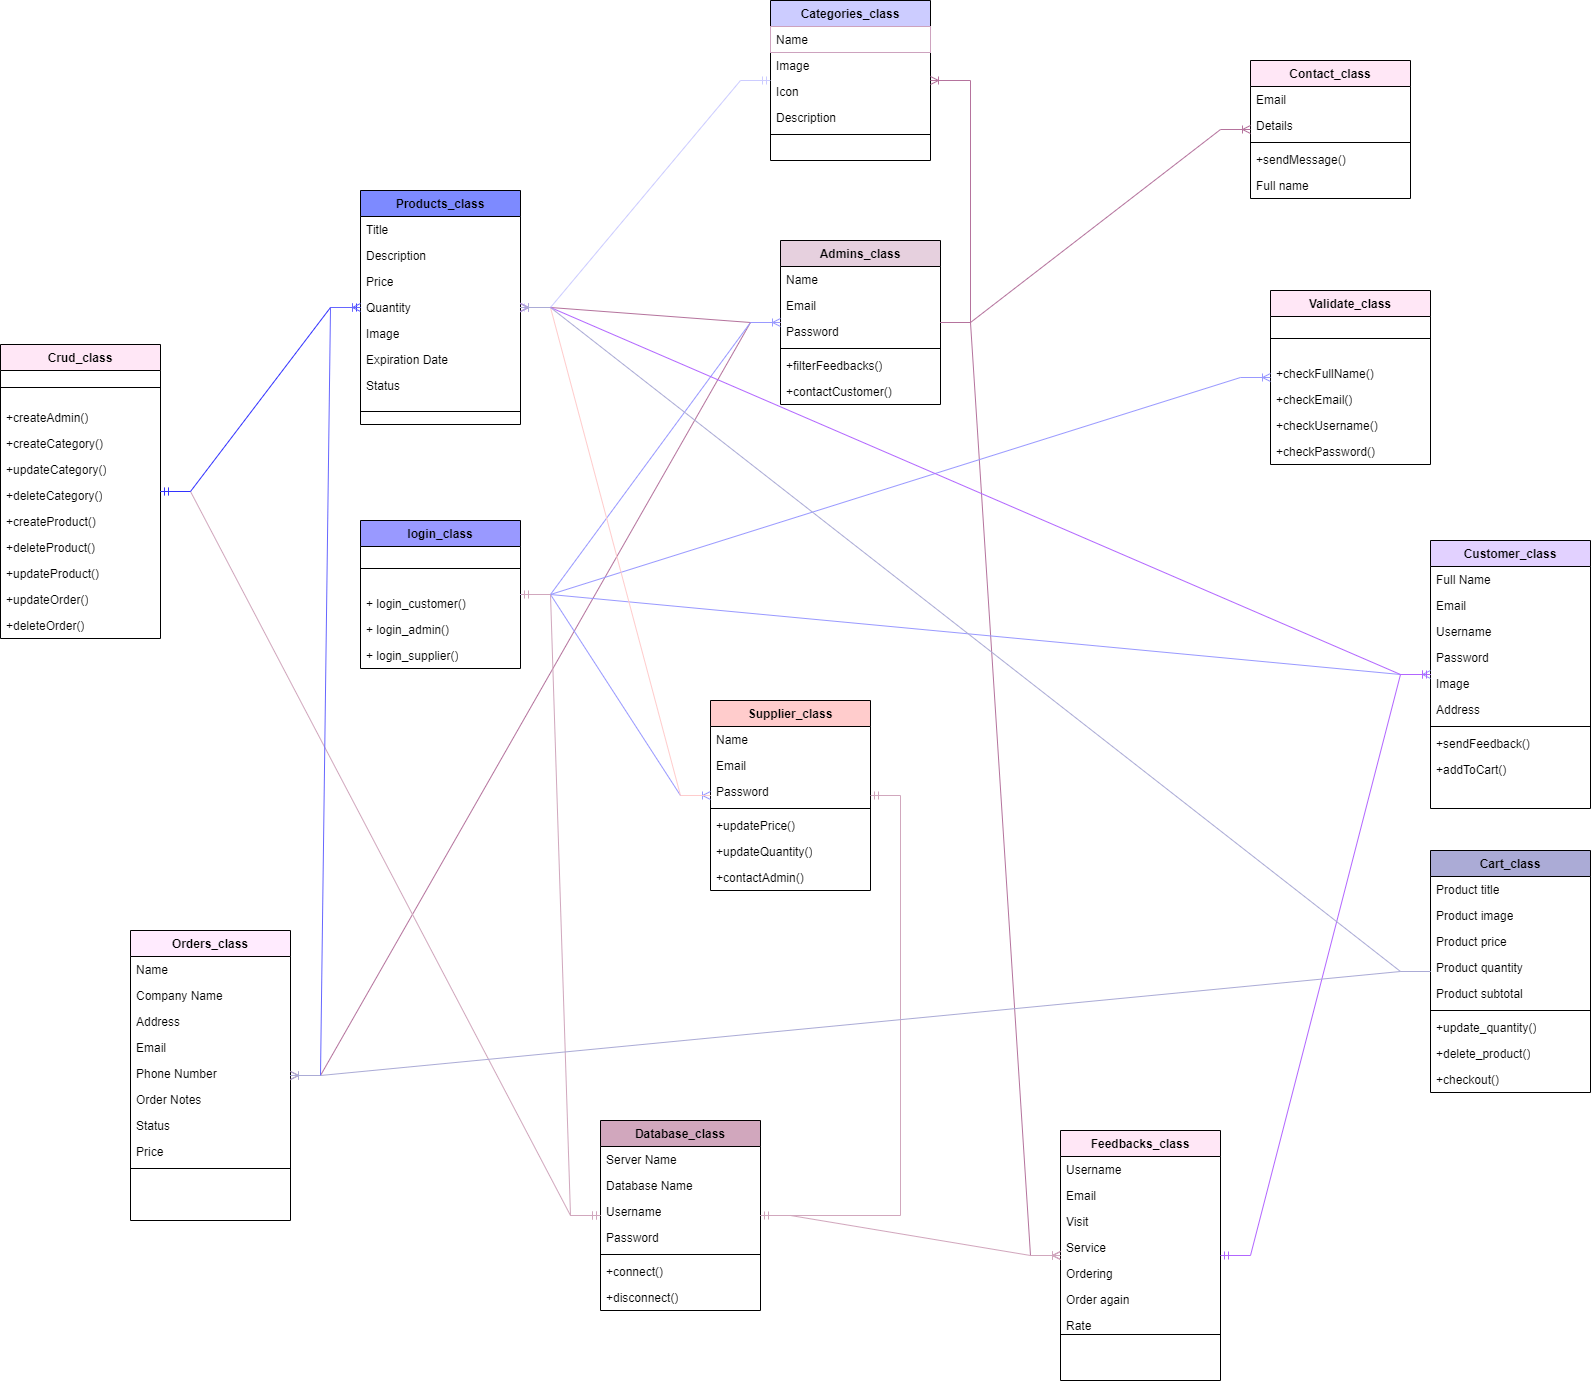 Categories_class
Name
Image
Icon
Description
Contact_class
Email
Details
+sendMessage()
Full name
Products_class
Title
Description
Price
Quantity
Image
Expiration Date
Status
Admins_class
Name
Email
Password
+filterFeedbacks()
+contactCustomer()
Validate_class
+checkFullName()
+checkEmail()
+checkUsername()
+checkPassword()
Crud_class
+createAdmin()
+createCategory()
+updateCategory()
+deleteCategory()
+createProduct()
+deleteProduct()
+updateProduct()
+updateOrder()
+deleteOrder()
login_class
+ login_customer()
+ login_admin()
+ login_supplier()
Customer_class
Full Name
Email
Username
Password
Image
Address
+sendFeedback()
+addToCart()
Supplier_class
Name
Email
Password
+updatePrice()
+updateQuantity()
+contactAdmin()
Cart_class
Product title
Product image
Product price
Product quantity
Product subtotal
+update_quantity()
+delete_product()
+checkout()
Orders_class
Name
Company Name
Address
Email
Phone Number
Order Notes
Status
Price
Database_class
Server Name
Database Name
Username
Password
+connect()
+disconnect()
Feedbacks_class
Username
Email
Visit
Service
Ordering
Order again
Rate